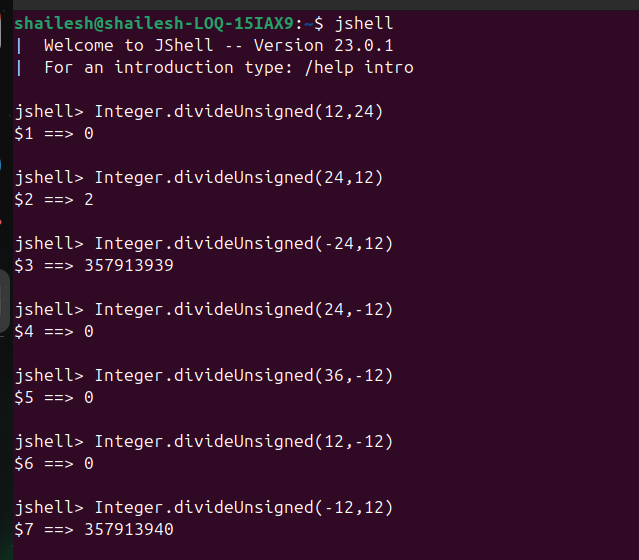 shailesh@shailesh-LOQ-15IAX9:~$ jshell
|  Welcome to JShell -- Version 23.0.1
|  For an introduction type: /help intro
jshell> Integer.divideUnsigned(12,24)
$1 ==> 0
jshell> Integer.divideUnsigned(24,12)
$2 ==> 2
jshell> Integer.divideUnsigned(-24,12)
$3 ==> 357913939
jshell> Integer.divideUnsigned(24,-12)
$4 ==> 0
jshell> Integer.divideUnsigned(36,-12)
$5 ==> 0
jshell> Integer.divideUnsigned(12,-12)
$6 ==> 0
jshell> Integer.divideUnsigned(-12,12)
$7 ==> 357913940